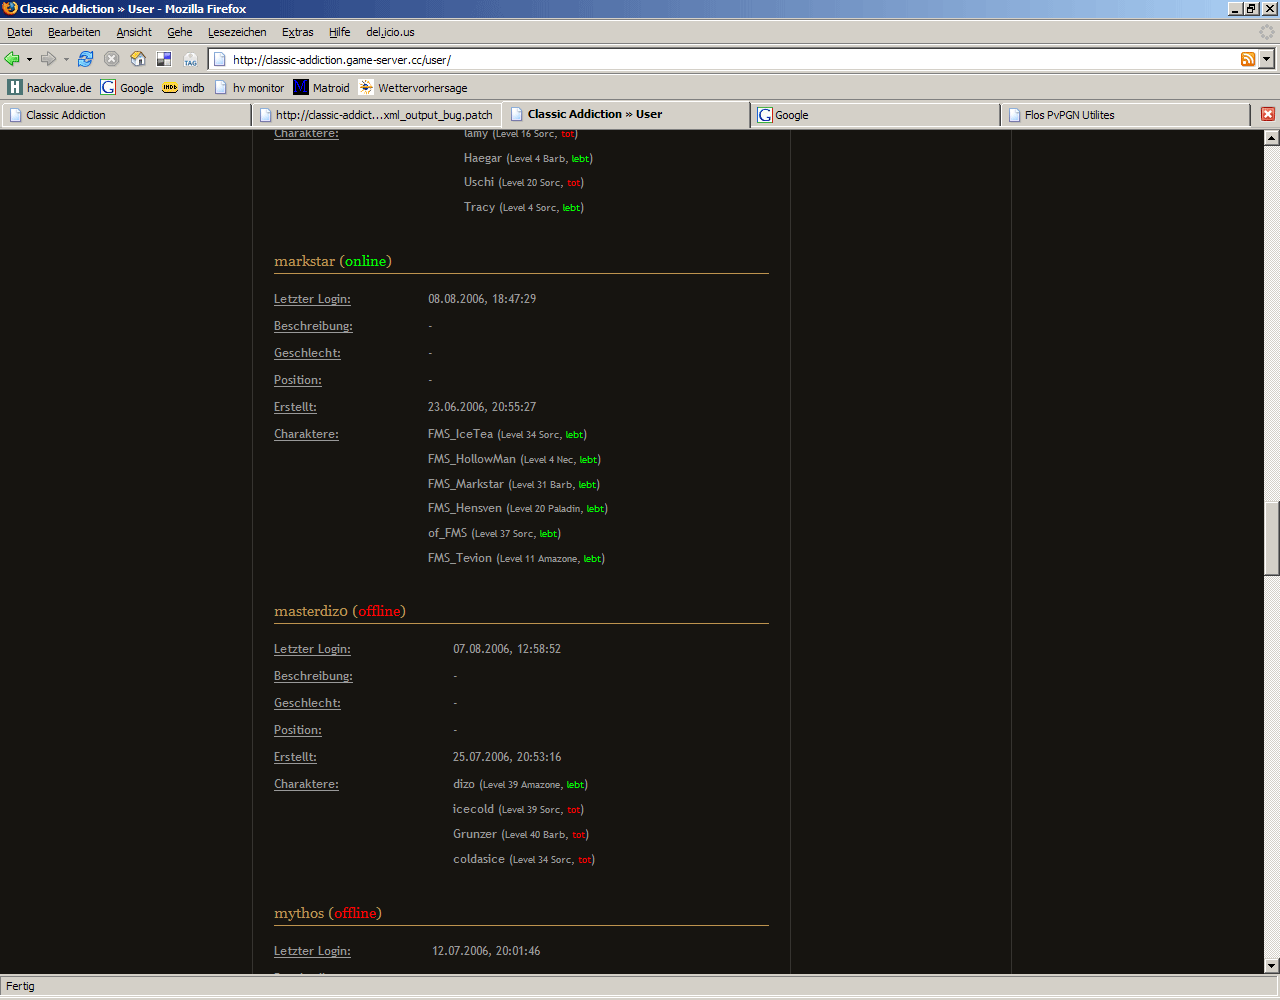 Classic Addiction » User - Mozilla Firefox
Datei Bearbeiten Ansicht Gehe Lesezeichen Extras Hilfe del.icio.us
TAG http://classic-addiction.game-server.cc/user/
H hackvalue.de G Google IMDb imdb hv monitor M Matroid Wettervorhersage
Classic Addiction http://classic-addict...xml_output_bug.patch Classic Addiction » User G Google Flos PvPGN Utilites
Charaktere: lamy (Level 16 Sorc, tot)
Haegar (Level 4 Barb, lebt)
Uschi (Level 20 Sorc, tot)
Tracy (Level 4 Sorc, lebt)
markstar (online)
Letzter Login: 08.08.2006, 18:47:29
Beschreibung: -
Geschlecht: -
Position: -
Erstellt: 23.06.2006, 20:55:27
Charaktere: FMS_IceTea (Level 34 Sorc, lebt)
FMS_HollowMan (Level 4 Nec, lebt)
FMS_Markstar (Level 31 Barb, lebt)
FMS_Hensven (Level 20 Paladin, lebt)
of_FMS (Level 37 Sorc, lebt)
FMS_Tevion (Level 11 Amazone, lebt)
masterdiz0 (offline)
Letzter Login: 07.08.2006, 12:58:52
Beschreibung: -
Geschlecht: -
Position: -
Erstellt: 25.07.2006, 20:53:16
Charaktere: dizo (Level 39 Amazone, lebt)
icecold (Level 39 Sorc, tot)
Grunzer (Level 40 Barb, tot)
coldasice (Level 34 Sorc, tot)
mythos (offline)
Letzter Login: 12.07.2006, 20:01:46
Fertig